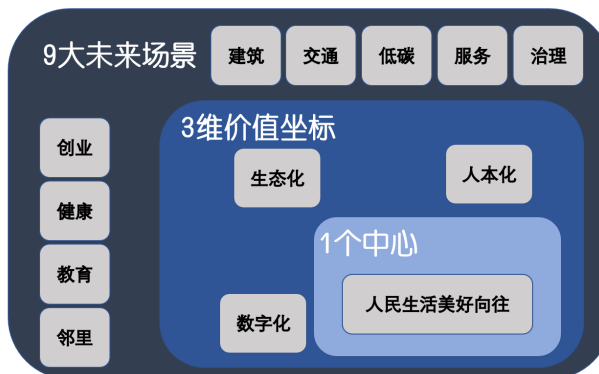 9大未来场景
建筑
交通
低碳
服务
治理
创业
健康
教育
邻里
3维价值坐标
生态化
人本化
数字化
1个中心
人民生活美好向往